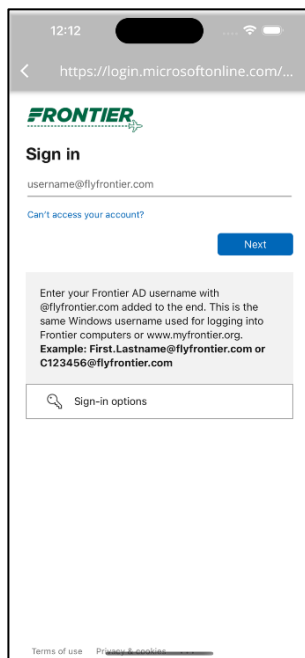 12:12
https://login.microsoftonline.com/...
FRONTIER
Sign in
username@flyfrontier.com
Can't access your account?
Next
Enter your Frontier AD username with
@flyfrontier.com added to the end. This is the
same Windows username used for logging into
Frontier computers or www.myfrontier.org.
Example: First.Lastname@flyfrontier.com or
C123456@flyfrontier.com
Sign-in options
Terms of use Privacy & cookies ...